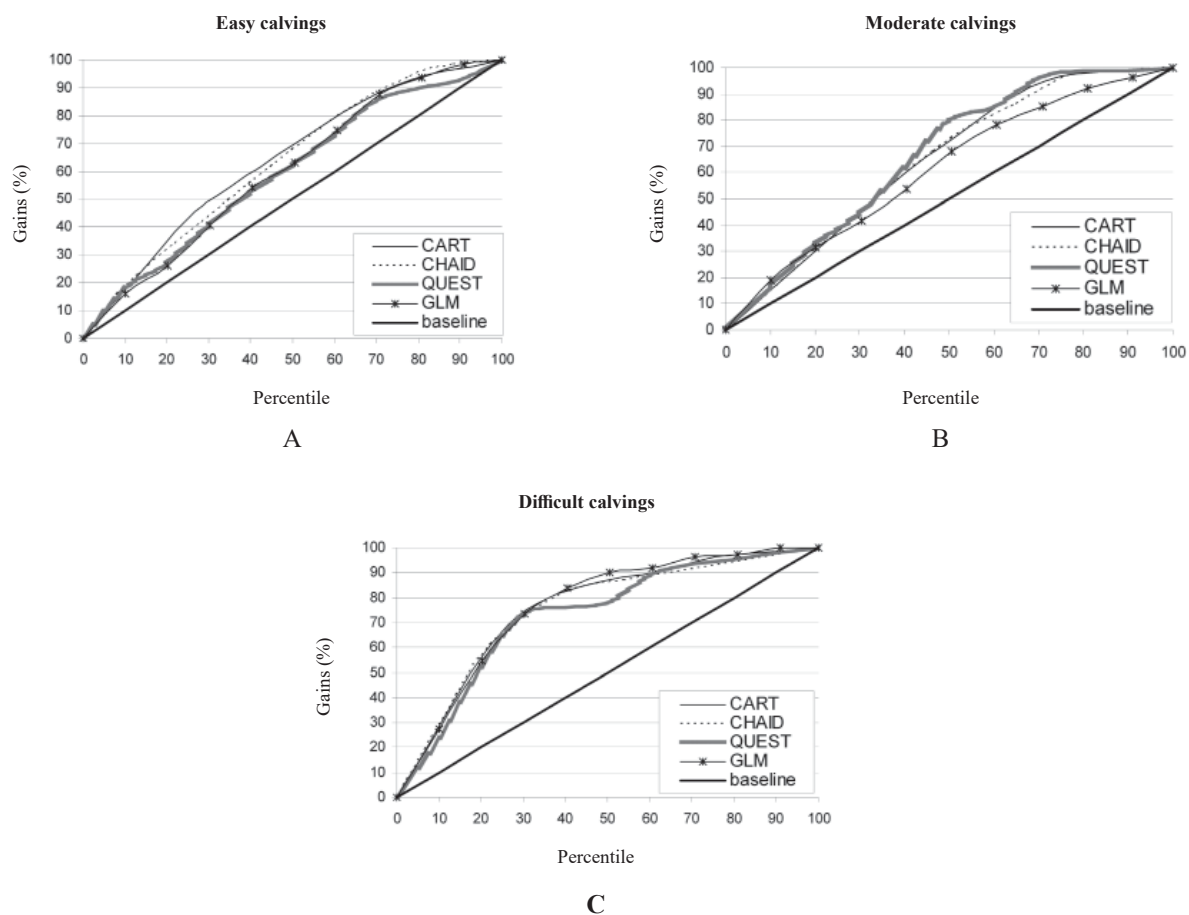 Easy calvings
Gains (%)
100
90
80
70
60
50
40
30
20
10
0
0 10 20 30 40 50 60 70 80 90 100
CART
CHAID
QUEST
GLM
baseline
Percentile
A
Moderate calvings
Gains (%)
100
90
80
70
60
50
40
30
20
10
0
0 10 20 30 40 50 60 70 80 90 100
CART
CHAID
QUEST
GLM
baseline
Percentile
B
Difficult calvings
Gains (%)
100
90
80
70
60
50
40
30
20
10
0
0 10 20 30 40 50 60 70 80 90 100
CART
CHAID
QUEST
GLM
baseline
Percentile
C